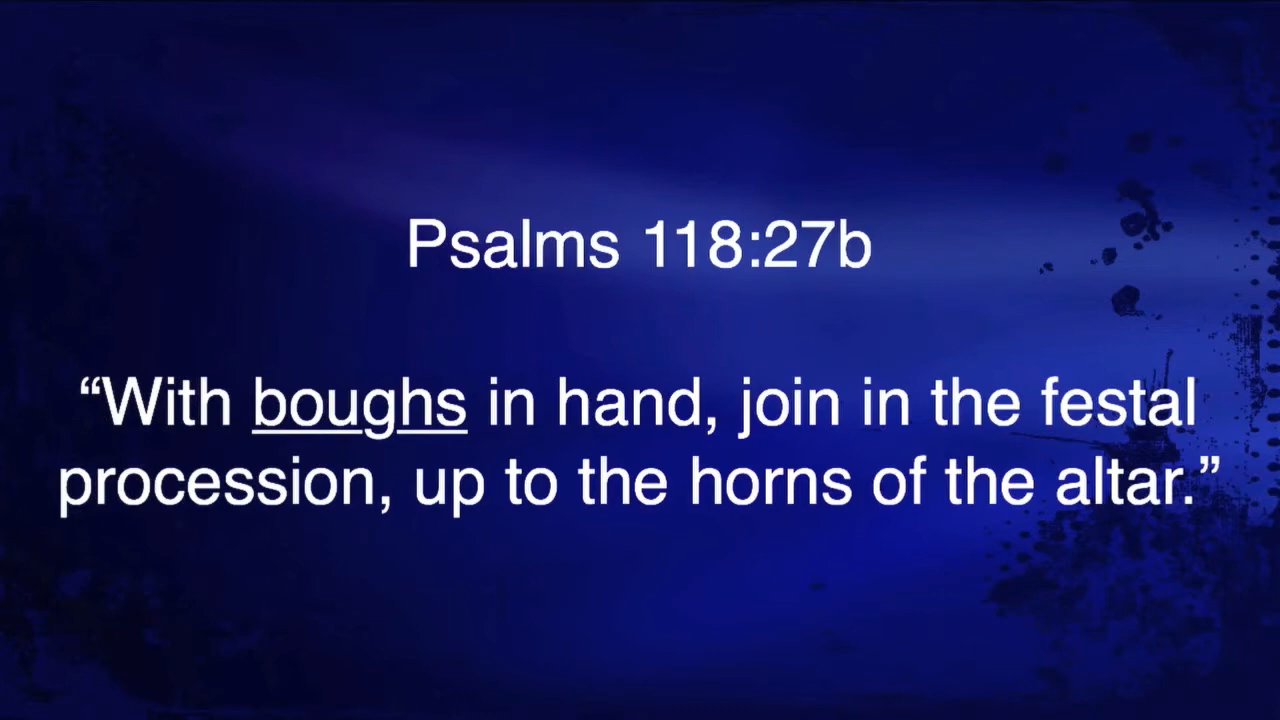 Psalms 118:27b
“With boughs in hand, join in the festal
procession, up to the horns of the altar.”